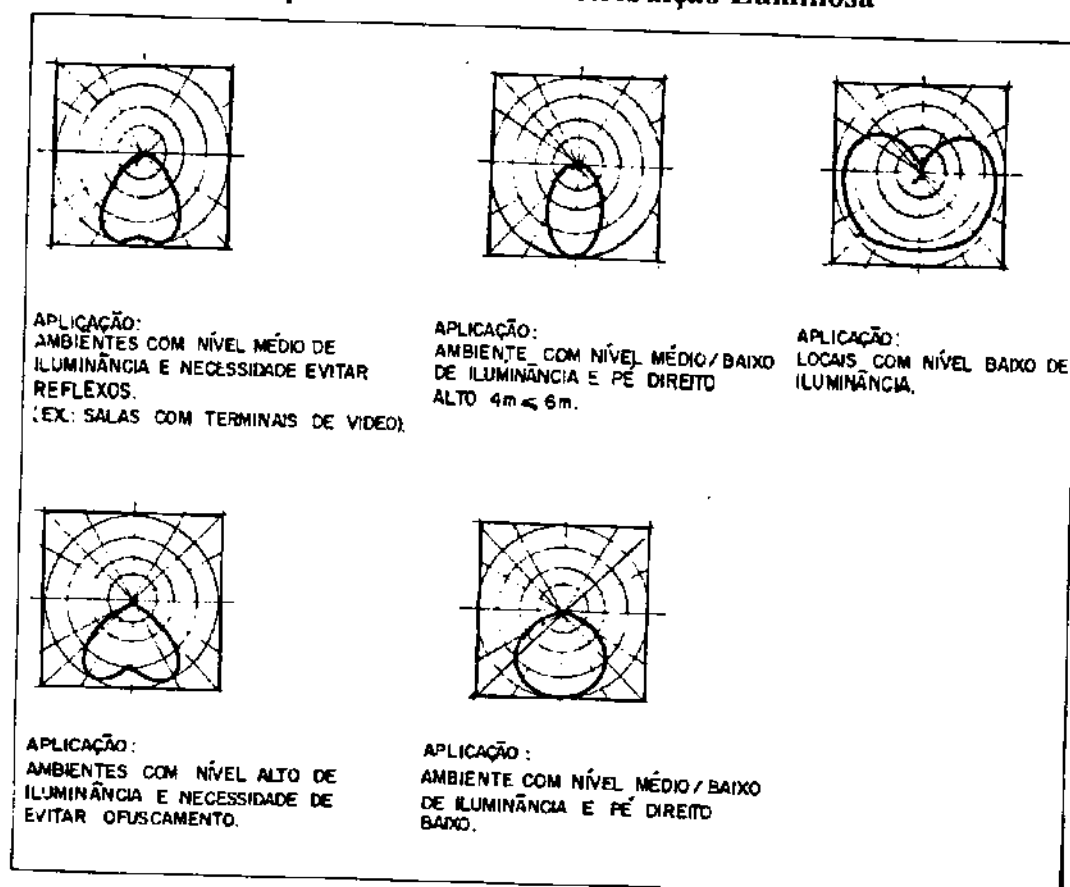 Luminosa
APLICAÇÃO:
AMBIENTES COM NÍVEL MÉDIO DE
ILUMINÂNCIA E NECESSIDADE EVITAR
REFLEXOS.
(EX.: SALAS COM TERMINAIS DE VIDEO).
APLICAÇÃO:
AMBIENTE COM NÍVEL MÉDIO/BAIXO
DE ILUMINÂNCIA E PÉ DIREITO
ALTO 4m ≤ 6m.
APLICAÇÃO:
LOCAIS COM NÍVEL BAIXO DE
ILUMINÂNCIA.
APLICAÇÃO:
AMBIENTES COM NÍVEL ALTO DE
ILUMINÂNCIA E NECESSIDADE DE
EVITAR OFUSCAMENTO.
APLICAÇÃO:
AMBIENTE COM NÍVEL MÉDIO/BAIXO
DE ILUMINÂNCIA E PÉ DIREITO
BAIXO.